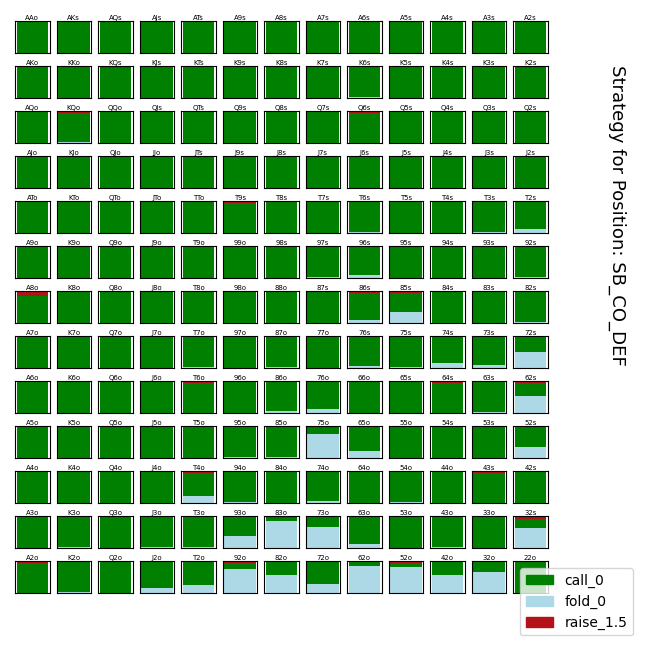 AAo AKs AQs AJs ATs A9s A8s A7s A6s A5s A4s A3s A2s
AKo KKo KQs KJs KTs K9s K8s K7s K6s K5s K4s K3s K2s
AQo KQo QQo QJs QTs Q9s Q8s Q7s Q6s Q5s Q4s Q3s Q2s
AJo KJo QJo JJo JTs J9s J8s J7s J6s J5s J4s J3s J2s
ATo KTo QTo JTo TTo T9s T8s T7s T6s T5s T4s T3s T2s
A9o K9o Q9o J9o T9o 99o 98s 97s 96s 95s 94s 93s 92s
A8o K8o Q8o J8o T8o 98o 88o 87s 86s 85s 84s 83s 82s
A7o K7o Q7o J7o T7o 97o 87o 77o 76s 75s 74s 73s 72s
A6o K6o Q6o J6o T6o 96o 86o 76o 66o 65s 64s 63s 62s
A5o K5o Q5o J5o T5o 95o 85o 75o 65o 55o 54s 53s 52s
A4o K4o Q4o J4o T4o 94o 84o 74o 64o 54o 44o 43s 42s
A3o K3o Q3o J3o T3o 93o 83o 73o 63o 53o 43o 33o 32s
A2o K2o Q2o J2o T2o 92o 82o 72o 62o 52o 42o 32o 22o
Strategy for Position: SB_CO_DEF
call_0
fold_0
raise_1.5